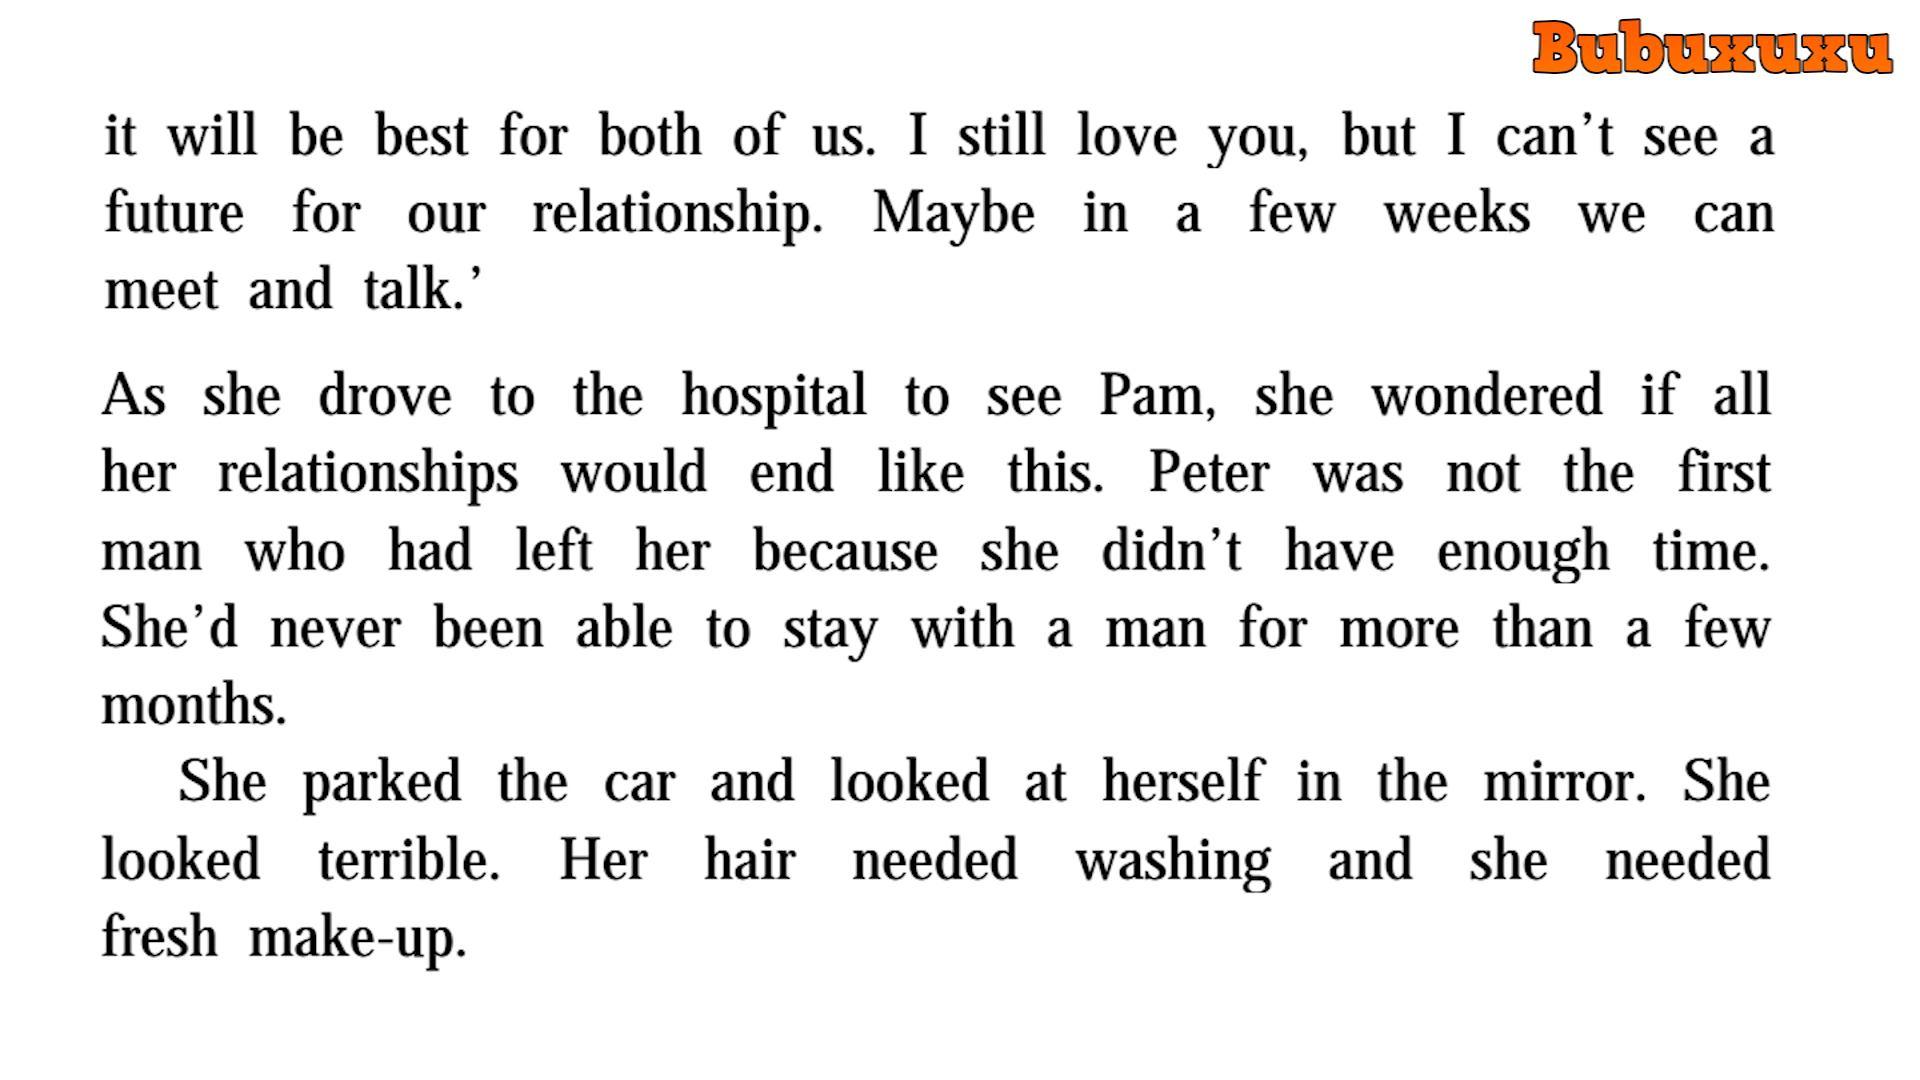 Bubuxuxu
it will be best for both of us. I still love you, but I can’t see a
future for our relationship. Maybe in a few weeks we can
meet and talk.’
As she drove to the hospital to see Pam, she wondered if all
her relationships would end like this. Peter was not the first
man who had left her because she didn’t have enough time.
She’d never been able to stay with a man for more than a few
months.
She parked the car and looked at herself in the mirror. She
looked terrible. Her hair needed washing and she needed
fresh make-up.